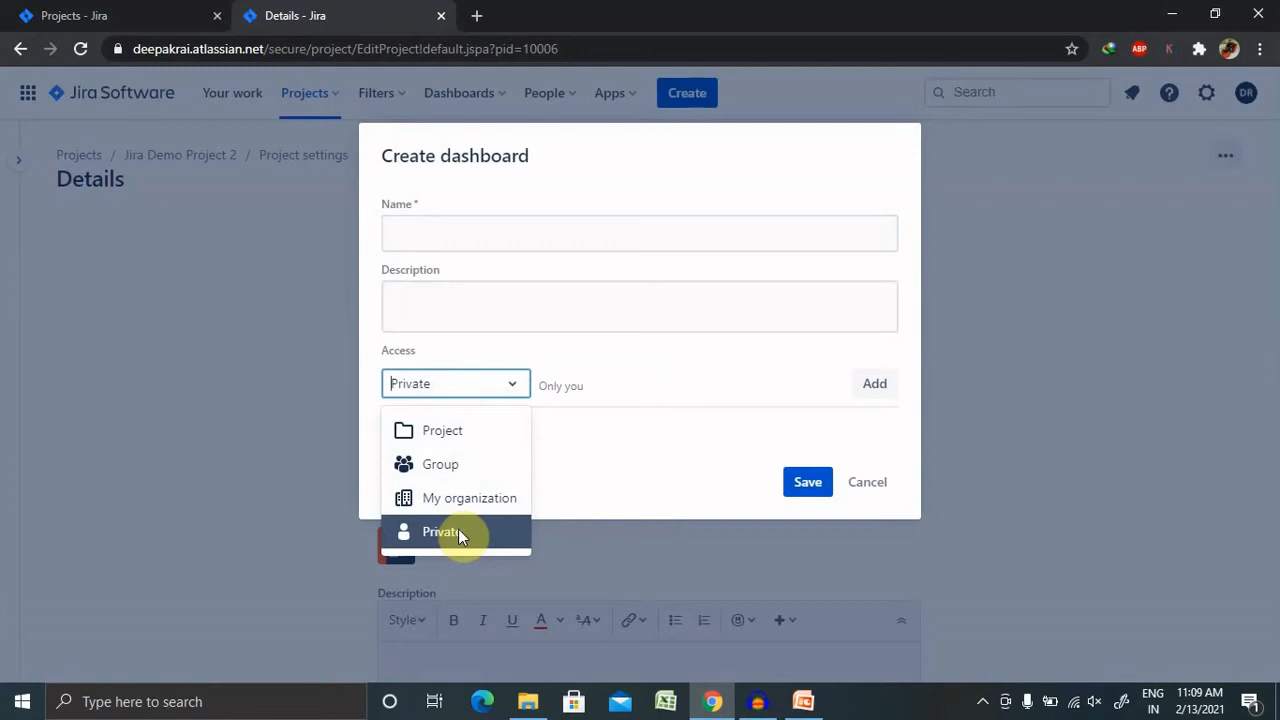 Projects - Jira
Details - Jira
deepakrai.atlassian.net/secure/project/EditProject!default.jspa?pid=10006
ABP
K
Jira Software
Your work
Projects
Filters
Dashboards
People
Apps
Create
Search
DR
Projects / Jira Demo Project 2 / Project settings
Details
Create dashboard
Name *
Description
Access
Private
Only you
Add
Project
Group
My organization
Private
Save
Cancel
Description
Style
B
I
U
A
Type here to search
ENG
IN
11:09 AM
2/13/2021
1